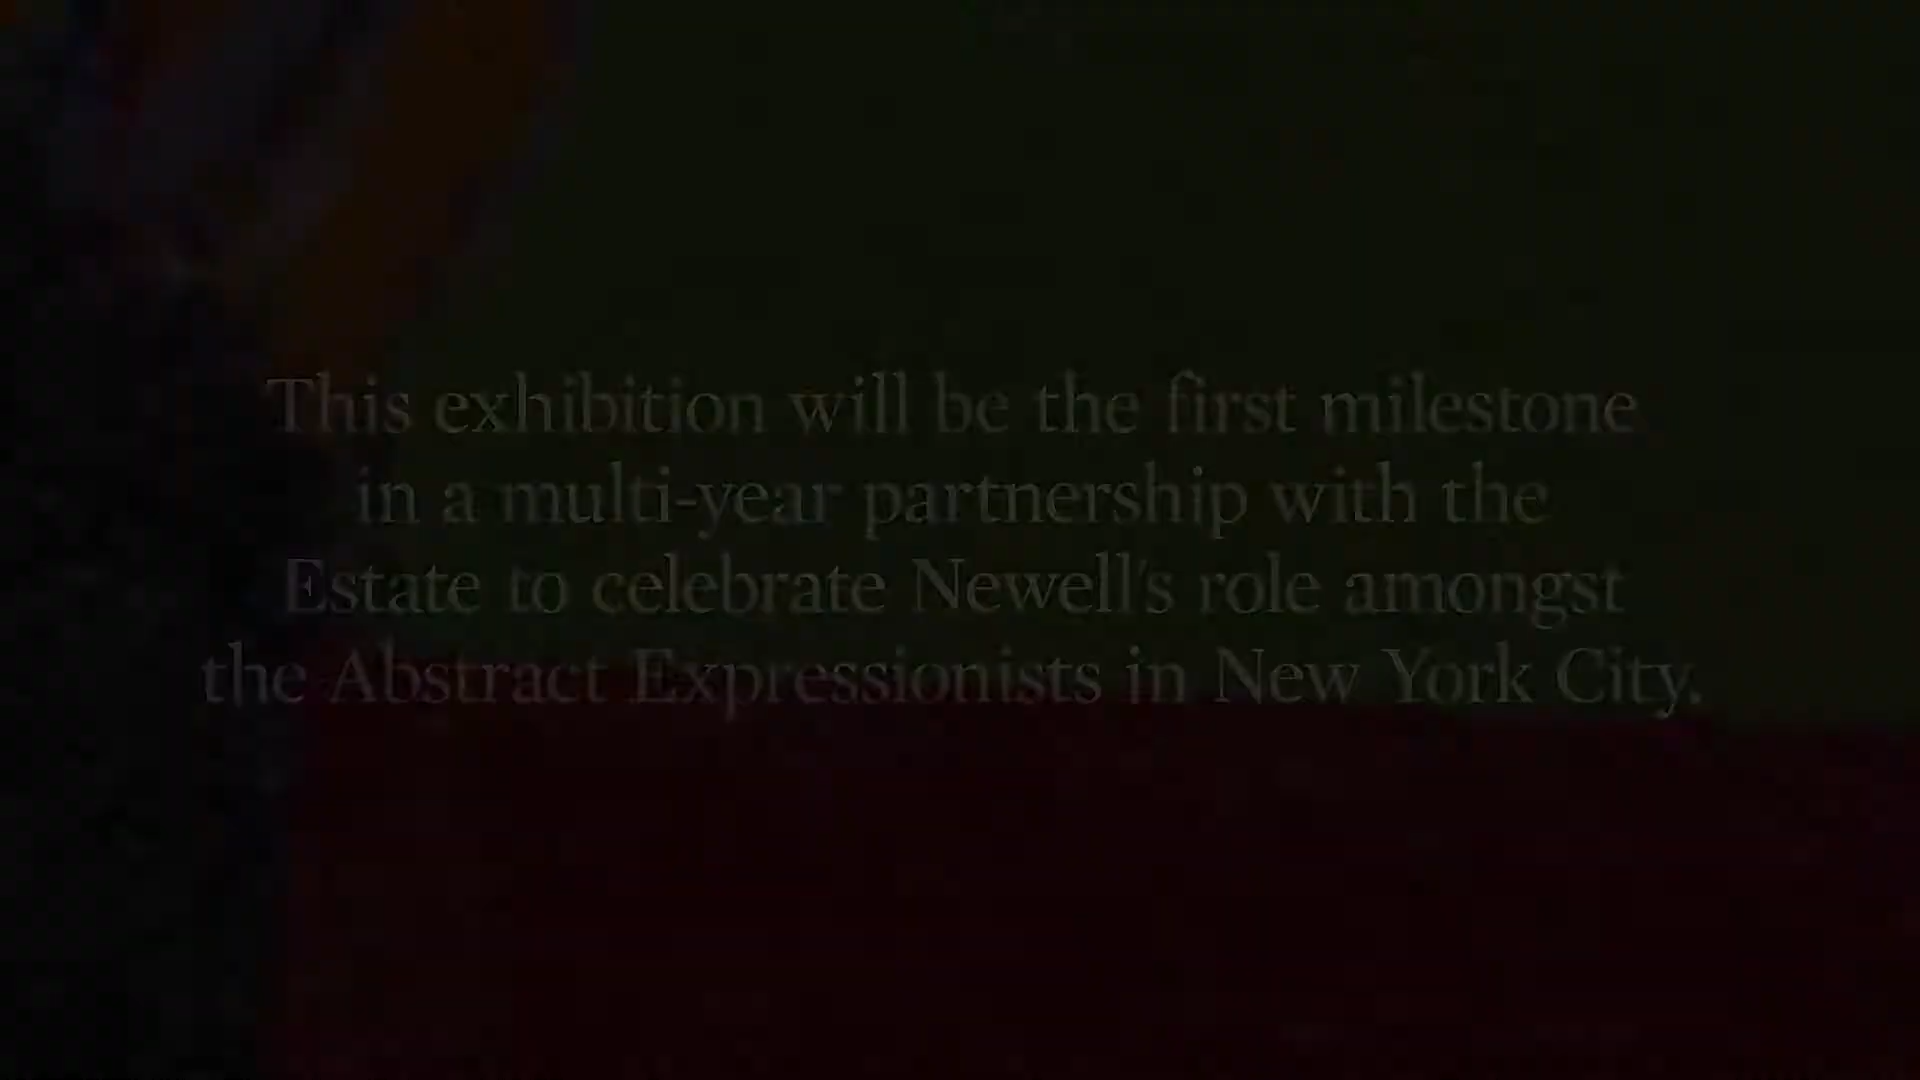 This exhibition will be the first milestone
in a multi-year partnership with the
Estate to celebrate Newell's role amongst
the Abstract Expressionists in New York City.